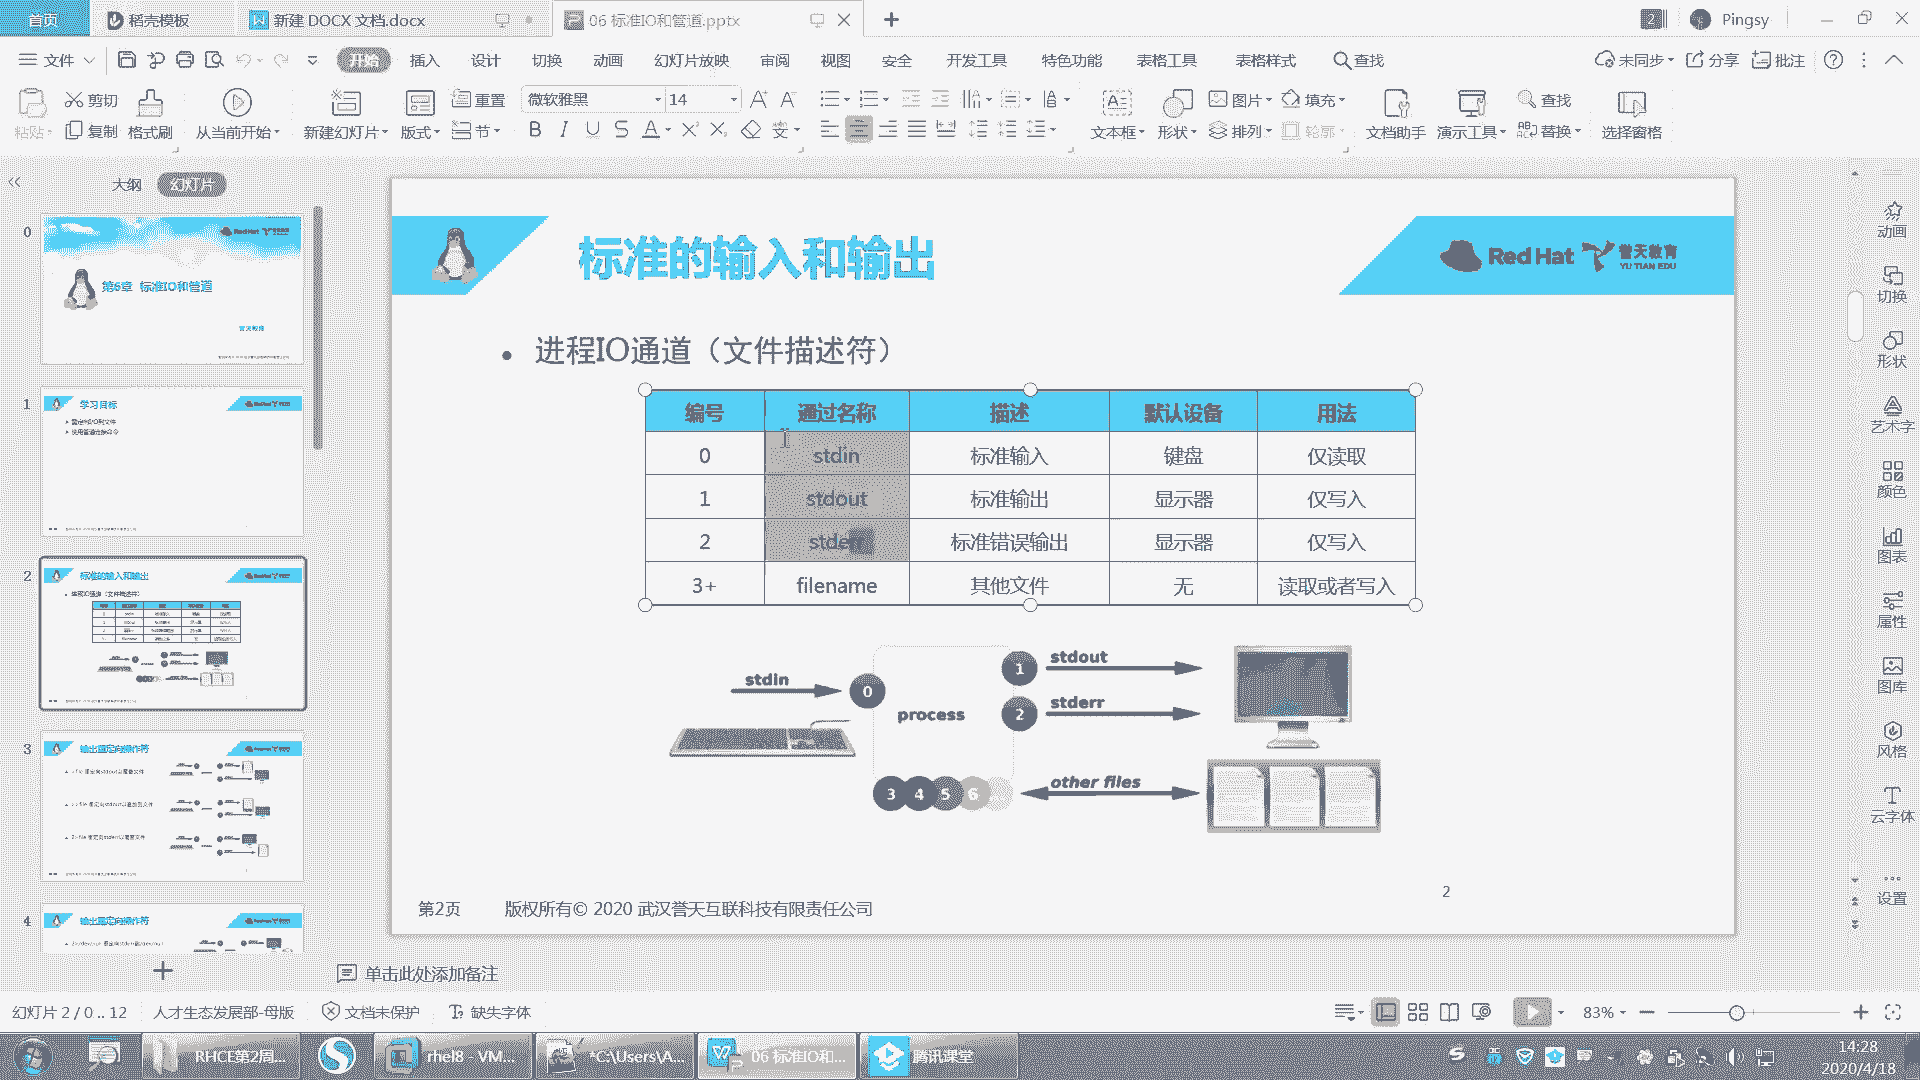 首页
稻壳模板
新建 DOCX 文档.docx
06 标准IO和管道.pptx
2
Pingsy
文件
开始
插入
设计
切换
动画
幻灯片放映
审阅
视图
安全
开发工具
特色功能
表格工具
表格样式
查找
未同步
分享
批注
粘贴
剪切
复制
格式刷
从当前开始
新建幻灯片
版式
重置
节
微软雅黑
14
文本框
形状
图片
排列
填充
轮廓
文档助手
演示工具
查找
替换
选择窗格
大纲
幻灯片
0
第6章 标准IO和管道
誉天教育
1
学习目标
2
标准的输入和输出
3
输出重定向操作符
4
输出重定向操作符
标准的输入和输出
Red Hat 誉天教育
YU TIAN EDU
• 进程IO通道（文件描述符）
编号 通过名称 描述 默认设备 用法
0 stdin 标准输入 键盘 仅读取
1 stdout 标准输出 显示器 仅写入
2 stderr 标准错误输出 显示器 仅写入
3+ filename 其他文件 无 读取或者写入
stdin
0
process
1
stdout
2
stderr
3 4 5 6
other files
2
第2页 版权所有© 2020 武汉誉天互联科技有限责任公司
动画
切换
形状
艺术字
颜色
图表
属性
图库
风格
云字体
设置
单击此处添加备注
幻灯片 2 / 0 .. 12
人才生态发展部-母版
文档未保护
缺失字体
83%
RHCE第2周...
rhel8 - VM...
*C:\Users\A...
06 标准IO和...
腾讯课堂
14:28
2020/4/18